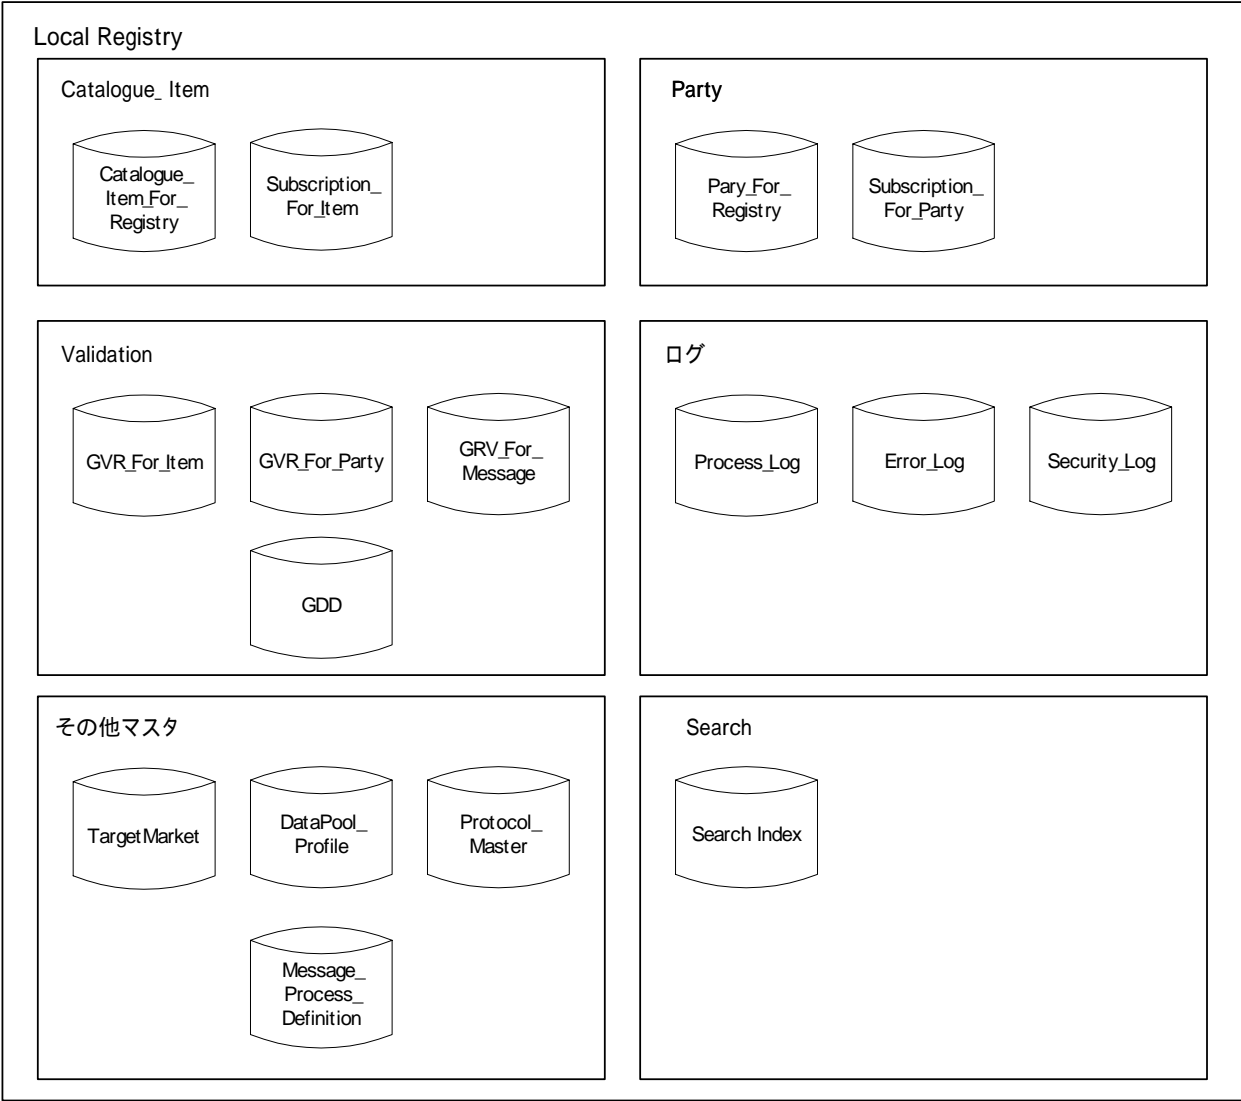 Local Registry
Catalogue_ Item
Catalogue_
Item_For_
Registry
Subscription_
For_Item
Party
Pary_For_
Registry
Subscription_
For_Party
Validation
GVR_For_Item
GVR_For_Party
GRV_For_
Message
GDD
ログ
Process_Log
Error_Log
Security_Log
その他マスタ
TargetMarket
DataPool_
Profile
Protocol_
Master
Message_
Process_
Definition
Search
Search Index